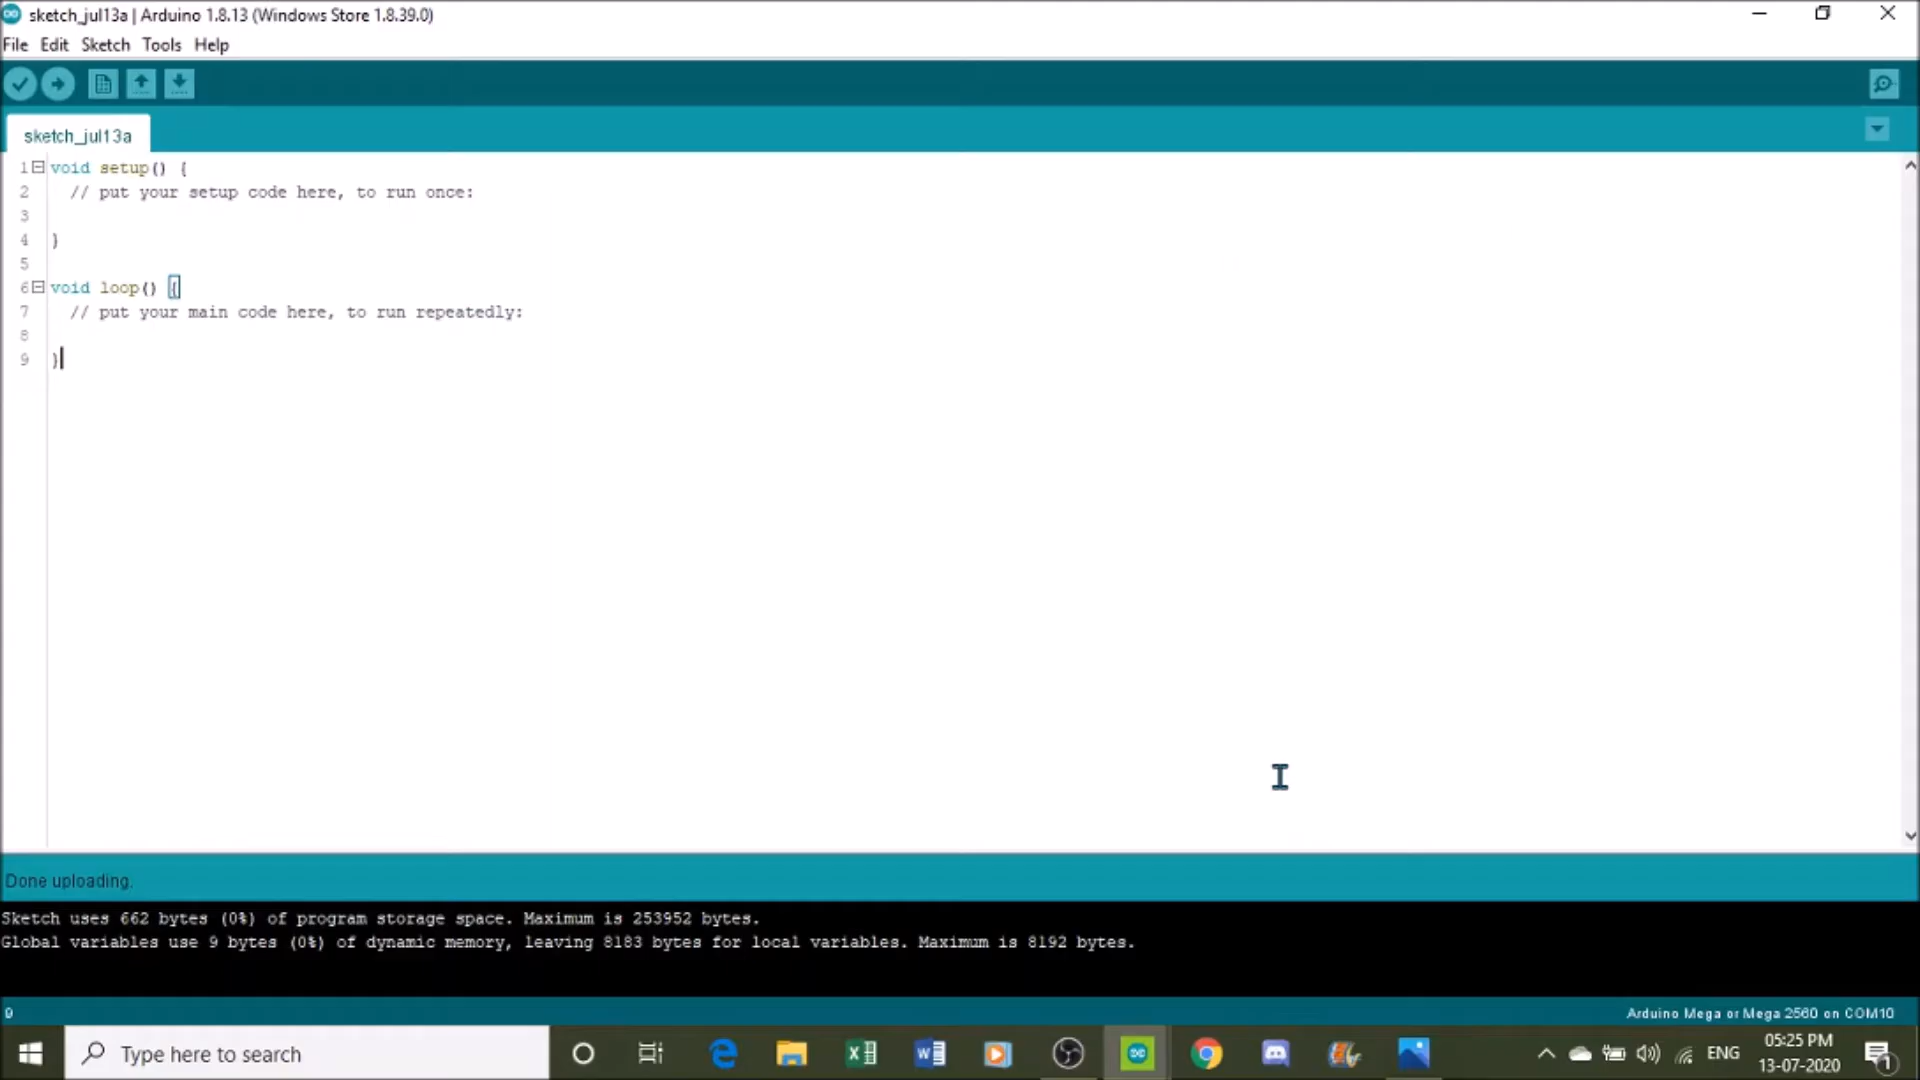 sketch_jul13a | Arduino 1.8.13 (Windows Store 1.8.39.0)
File Edit Sketch Tools Help
sketch_jul13a
1 void setup() {
2 // put your setup code here, to run once:
3
4 }
5
6 void loop() {
7 // put your main code here, to run repeatedly:
8
9 }
Done uploading.
Sketch uses 662 bytes (0%) of program storage space. Maximum is 253952 bytes.
Global variables use 9 bytes (0%) of dynamic memory, leaving 8183 bytes for local variables. Maximum is 8192 bytes.
9 Arduino Mega or Mega 2560 on COM10
Type here to search
ENG
05:25 PM
13-07-2020
1